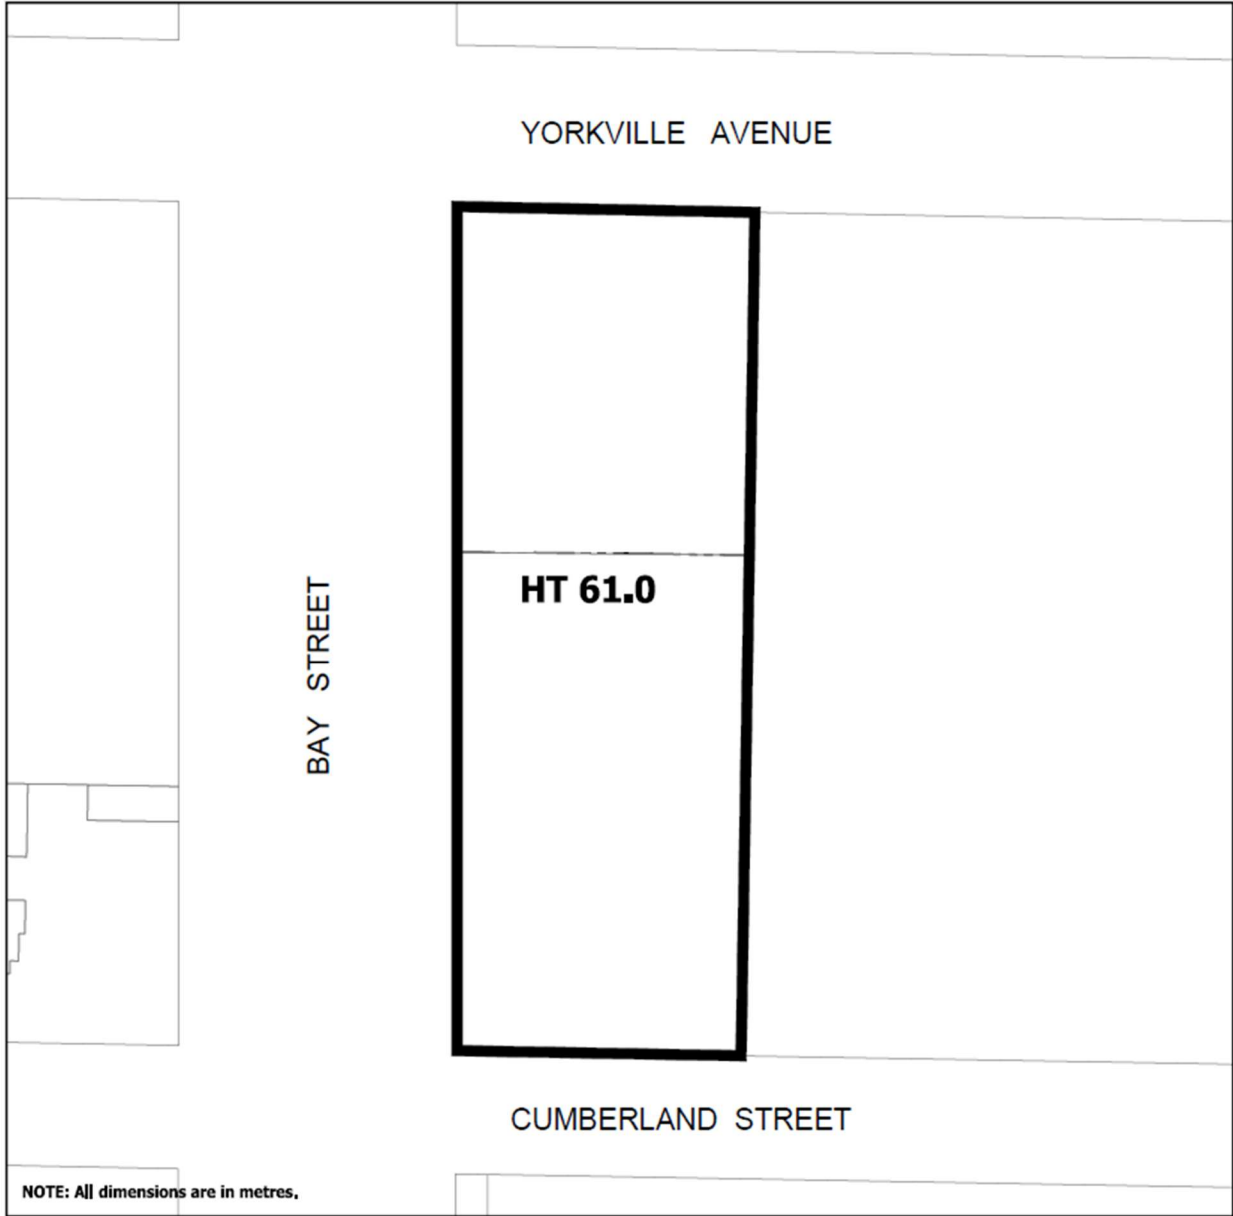 YORKVILLE AVENUE
HT 61.0
BAY STREET
CUMBERLAND STREET
NOTE: All dimensions are in metres.